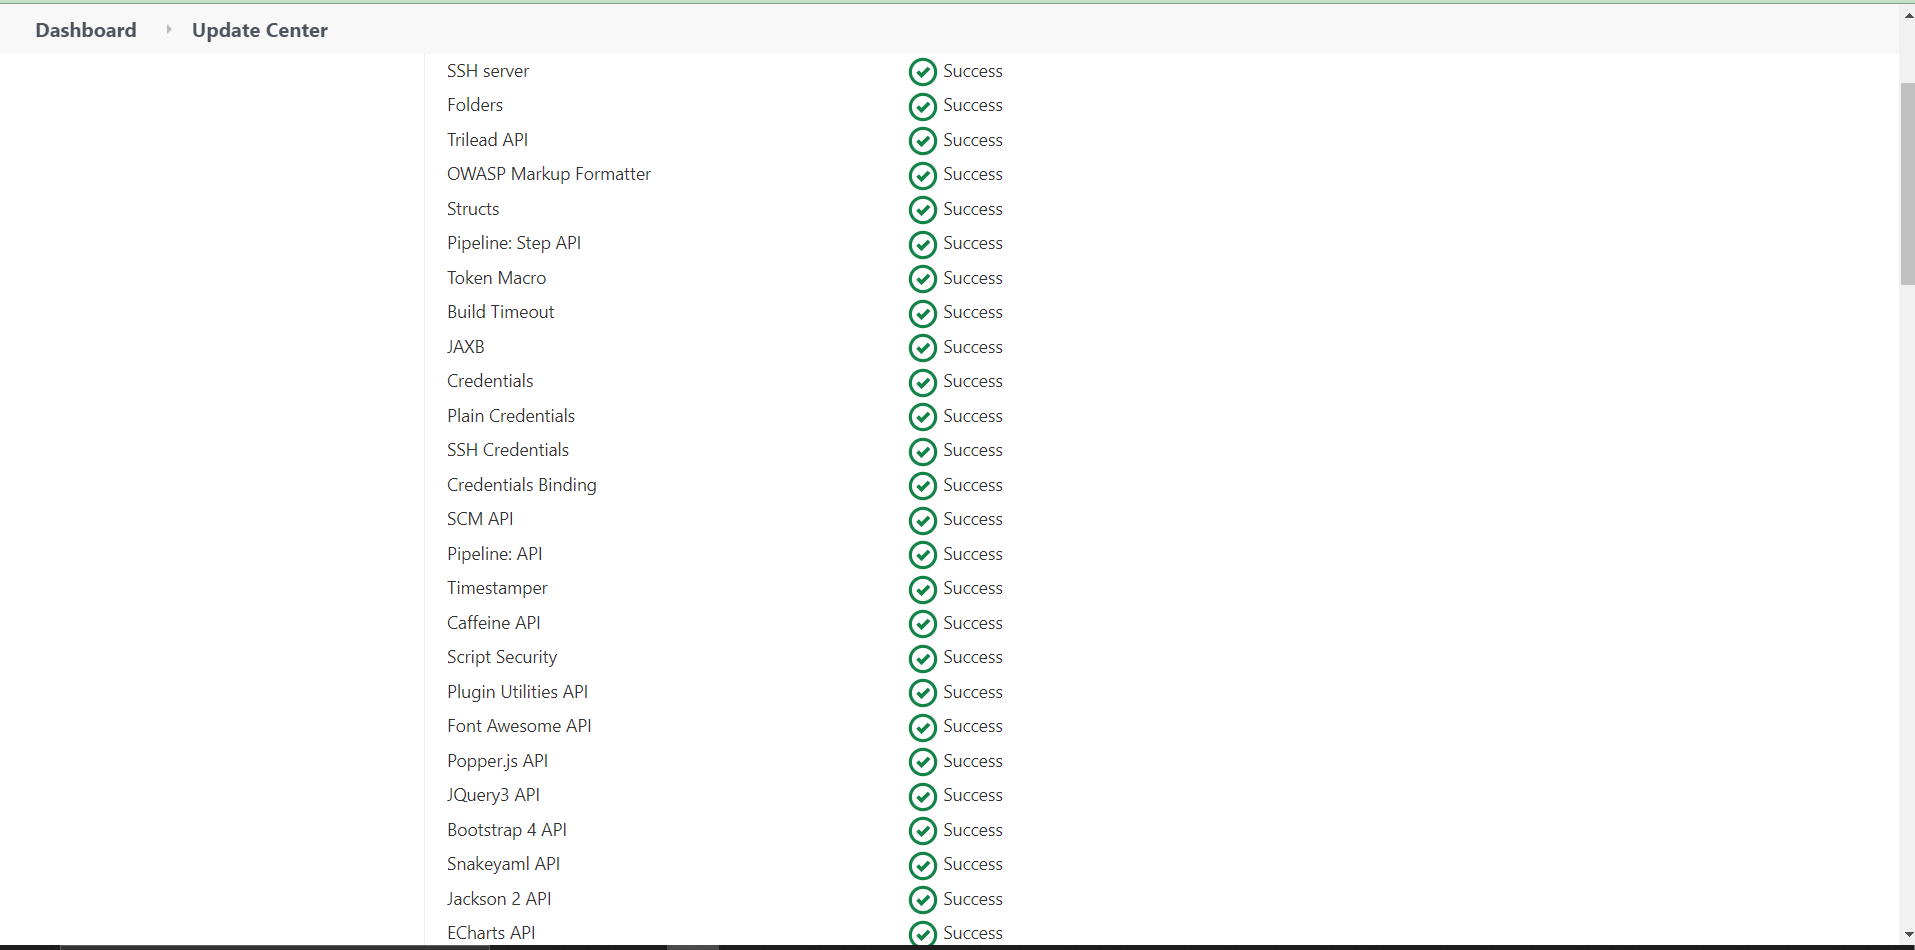 Dashboard Update Center
SSH server Success
Folders Success
Trilead API Success
OWASP Markup Formatter Success
Structs Success
Pipeline: Step API Success
Token Macro Success
Build Timeout Success
JAXB Success
Credentials Success
Plain Credentials Success
SSH Credentials Success
Credentials Binding Success
SCM API Success
Pipeline: API Success
Timestamper Success
Caffeine API Success
Script Security Success
Plugin Utilities API Success
Font Awesome API Success
Popper.js API Success
JQuery3 API Success
Bootstrap 4 API Success
Snakeyaml API Success
Jackson 2 API Success
ECharts API Success